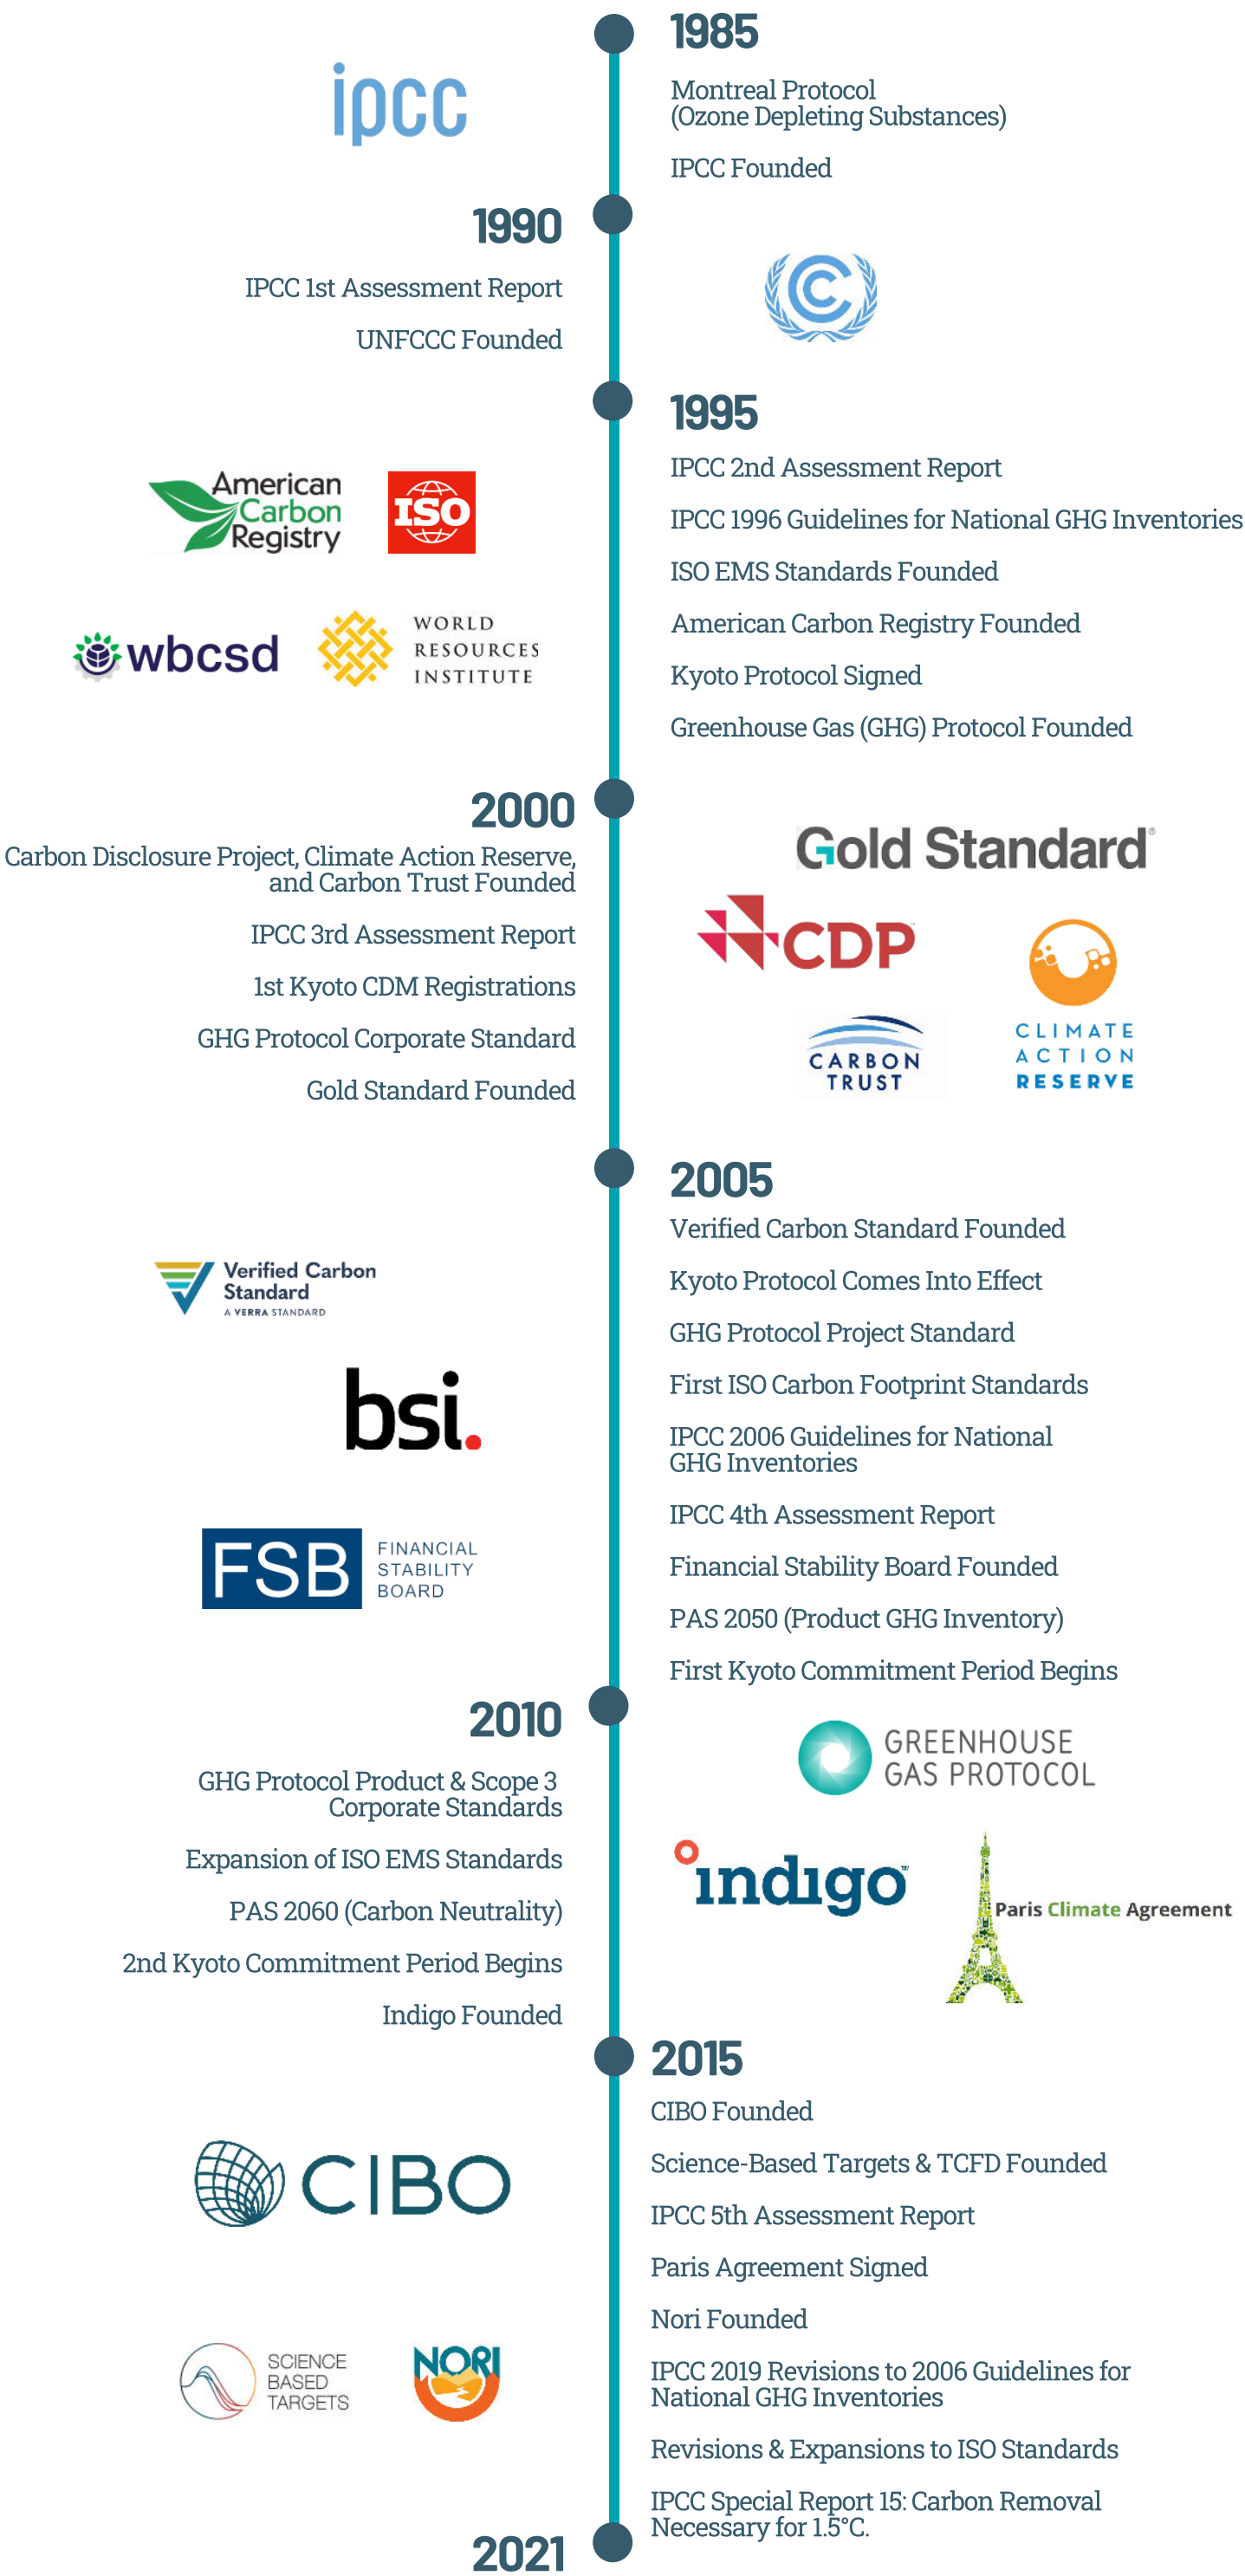 1985
ipcc
Montreal Protocol
(Ozone Depleting Substances)
IPCC Founded
1990
IPCC 1st Assessment Report
UNFCCC Founded
1995
American
Carbon
Registry
ISO
wbcsd
WORLD
RESOURCES
INSTITUTE
IPCC 2nd Assessment Report
IPCC 1996 Guidelines for National GHG Inventories
ISO EMS Standards Founded
American Carbon Registry Founded
Kyoto Protocol Signed
Greenhouse Gas (GHG) Protocol Founded
2000
Carbon Disclosure Project, Climate Action Reserve,
and Carbon Trust Founded
IPCC 3rd Assessment Report
1st Kyoto CDM Registrations
GHG Protocol Corporate Standard
Gold Standard Founded
Gold Standard®
CDP
CARBON
TRUST
CLIMATE
ACTION
RESERVE
2005
Verified Carbon
Standard
A VERRA STANDARD
bsi.
FSB
FINANCIAL
STABILITY
BOARD
Verified Carbon Standard Founded
Kyoto Protocol Comes Into Effect
GHG Protocol Project Standard
First ISO Carbon Footprint Standards
IPCC 2006 Guidelines for National
GHG Inventories
IPCC 4th Assessment Report
Financial Stability Board Founded
PAS 2050 (Product GHG Inventory)
First Kyoto Commitment Period Begins
2010
GHG Protocol Product & Scope 3
Corporate Standards
Expansion of ISO EMS Standards
PAS 2060 (Carbon Neutrality)
2nd Kyoto Commitment Period Begins
Indigo Founded
GREENHOUSE
GAS PROTOCOL
indigo™
Paris Climate Agreement
2015
CIBO
SCIENCE
BASED
TARGETS
NORI
CIBO Founded
Science-Based Targets & TCFD Founded
IPCC 5th Assessment Report
Paris Agreement Signed
Nori Founded
IPCC 2019 Revisions to 2006 Guidelines for
National GHG Inventories
Revisions & Expansions to ISO Standards
IPCC Special Report 15: Carbon Removal
Necessary for 1.5°C.
2021